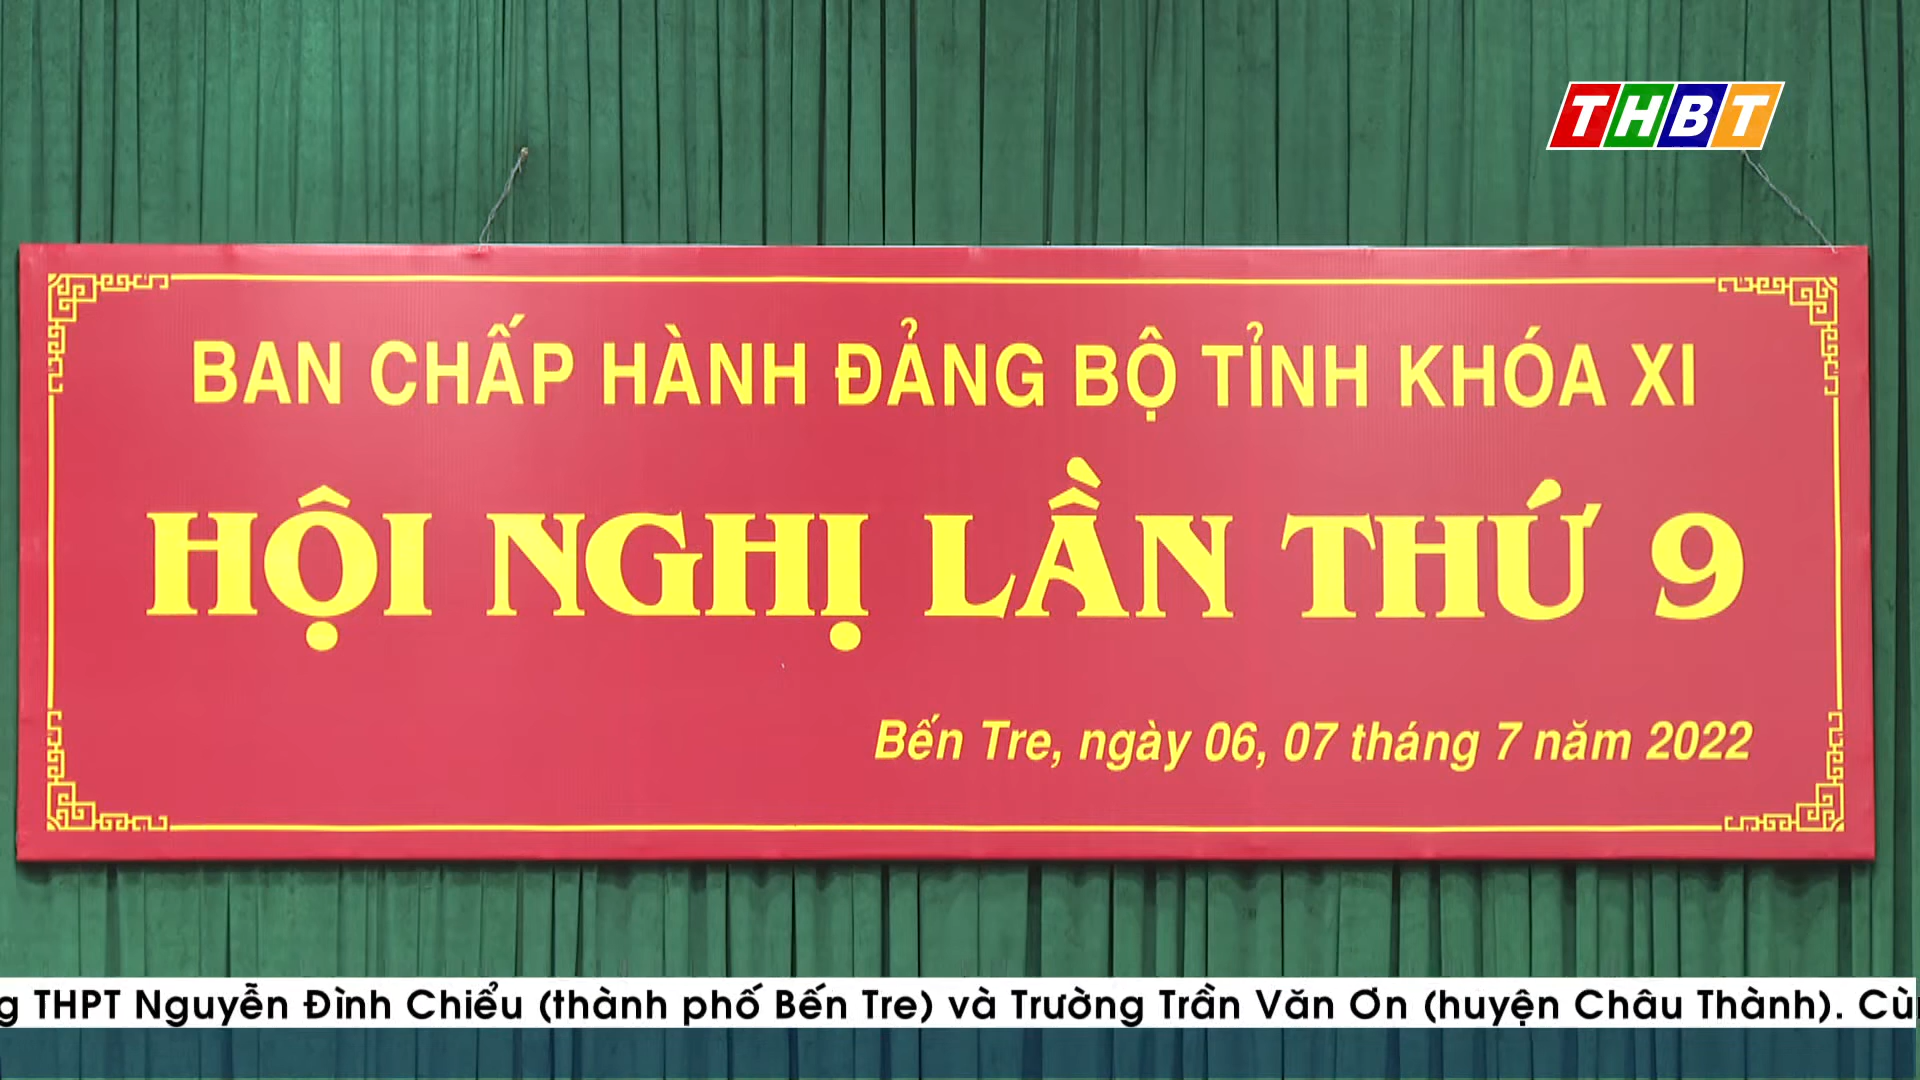 THBT
BAN CHẤP HÀNH ĐẢNG BỘ TỈNH KHÓA XI
HỘI NGHỊ LẦN THỨ 9
Bến Tre, ngày 06, 07 tháng 7 năm 2022
g THPT Nguyễn Đình Chiểu (thành phố Bến Tre) và Trường Trần Văn Ơn (huyện Châu Thành). Cù